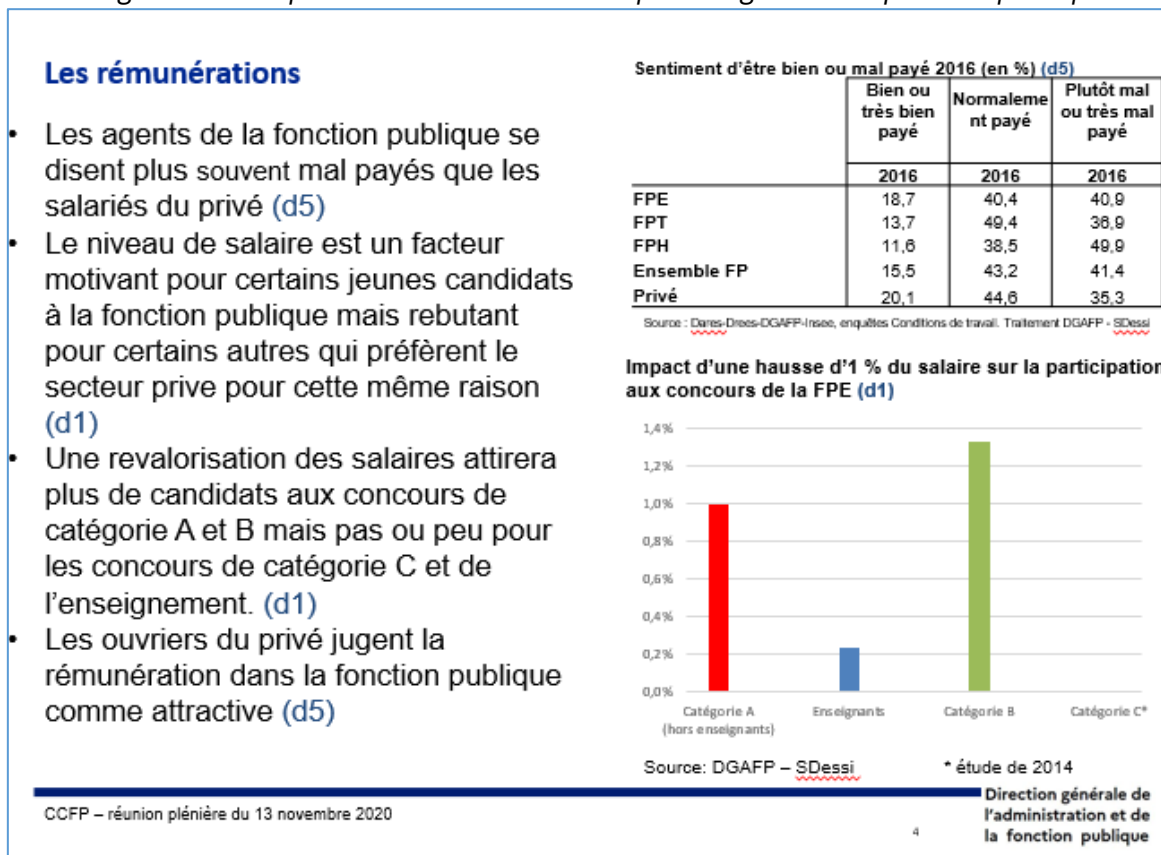 Les rémunérations
• Les agents de la fonction publique se
disent plus souvent mal payés que les
salariés du privé (d5)
• Le niveau de salaire est un facteur
motivant pour certains jeunes candidats
à la fonction publique mais rebutant
pour certains autres qui préfèrent le
secteur prive pour cette même raison
(d1)
• Une revalorisation des salaires attirera
plus de candidats aux concours de
catégorie A et B mais pas ou peu pour
les concours de catégorie C et de
l'enseignement. (d1)
• Les ouvriers du privé jugent la
rémunération dans la fonction publique
comme attractive (d5)
Sentiment d'être bien ou mal payé 2016 (en %) (d5)
Bien ou très bien payé Normaleme nt payé Plutôt mal ou très mal payé
2016 2016 2016
FPE 18,7 40,4 40,9
FPT 13,7 49,4 36,9
FPH 11,6 38,5 49,9
Ensemble FP 15,5 43,2 41,4
Privé 20,1 44,6 35,3
Source : Dares-Drees-DGAFP-Insee, enquêtes Conditions de travail. Traitement DGAFP - SDessi
Impact d'une hausse d'1 % du salaire sur la participation
aux concours de la FPE (d1)
1,4%
1,2%
1,0%
0,8%
0,6%
0,4%
0,2%
0,0%
Catégorie A Enseignants Catégorie B Catégorie C*
(hors enseignants)
Source: DGAFP – SDessi * étude de 2014
CCFP – réunion plénière du 13 novembre 2020
4
Direction générale de
l'administration et de
la fonction publique